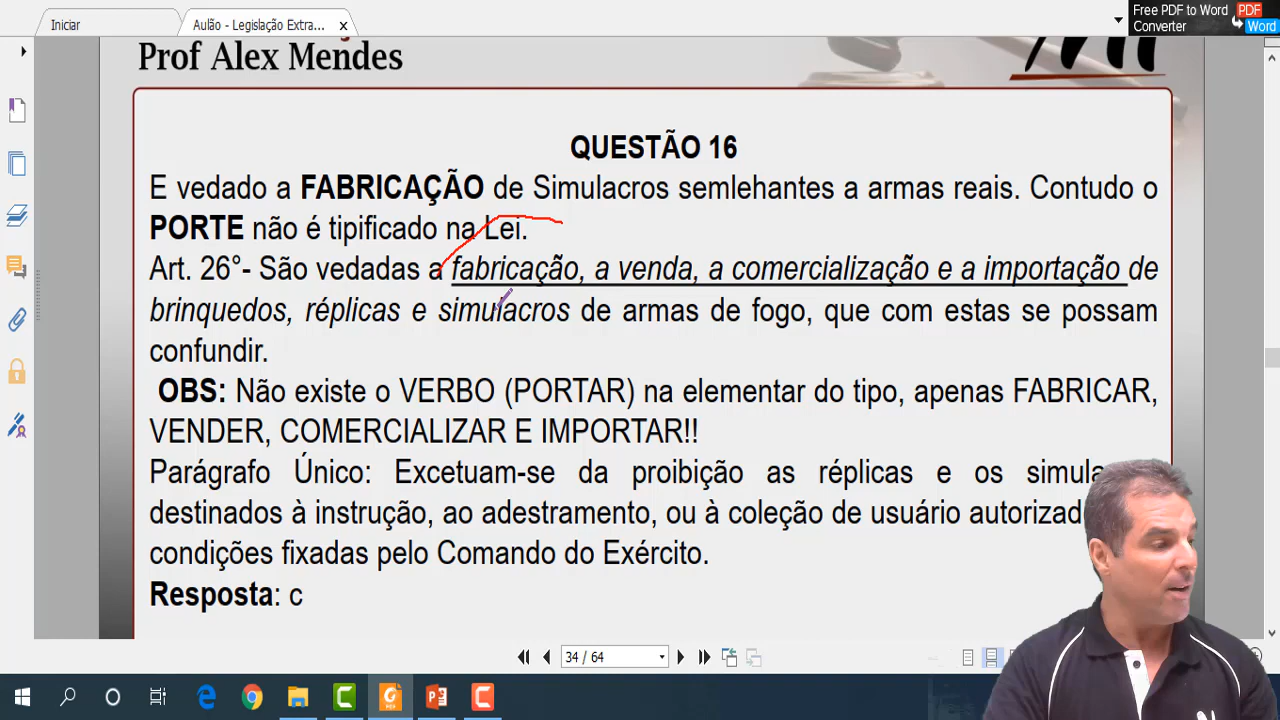 Iniciar
Aulão - Legislação Extra... x
Free PDF to Word
Converter
PDF
Word
Prof Alex Mendes
QUESTÃO 16
E vedado a FABRICAÇÃO de Simulacros semlehantes a armas reais. Contudo o
PORTE não é tipificado na Lei.
Art. 26°- São vedadas a fabricação, a venda, a comercialização e a importação de
brinquedos, réplicas e simulacros de armas de fogo, que com estas se possam
confundir.
OBS: Não existe o VERBO (PORTAR) na elementar do tipo, apenas FABRICAR,
VENDER, COMERCIALIZAR E IMPORTAR!!
Parágrafo Único: Excetuam-se da proibição as réplicas e os
destinados à instrução, ao adestramento, ou à coleção de usuário
condições fixadas pelo Comando do Exército.
Resposta: c
34 / 64